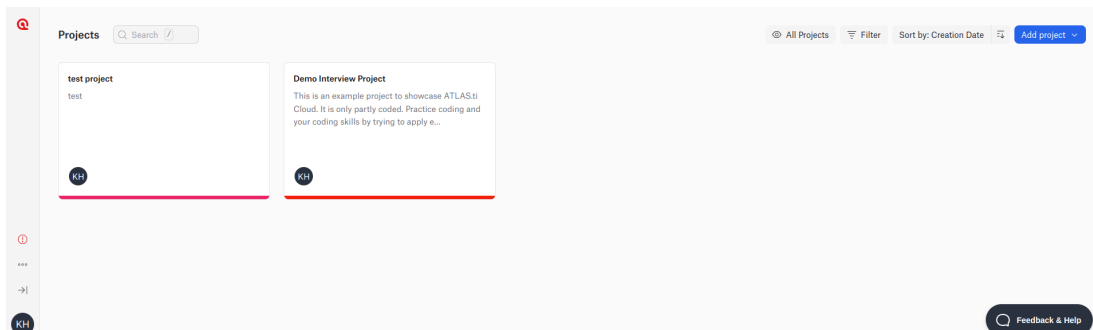 Projects
Search /
All Projects
Filter
Sort by: Creation Date
Add project
test project
test
KH
Demo Interview Project
This is an example project to showcase ATLAS.ti
Cloud. It is only partly coded. Practice coding and
your coding skills by trying to apply e...
KH
KH
Feedback & Help